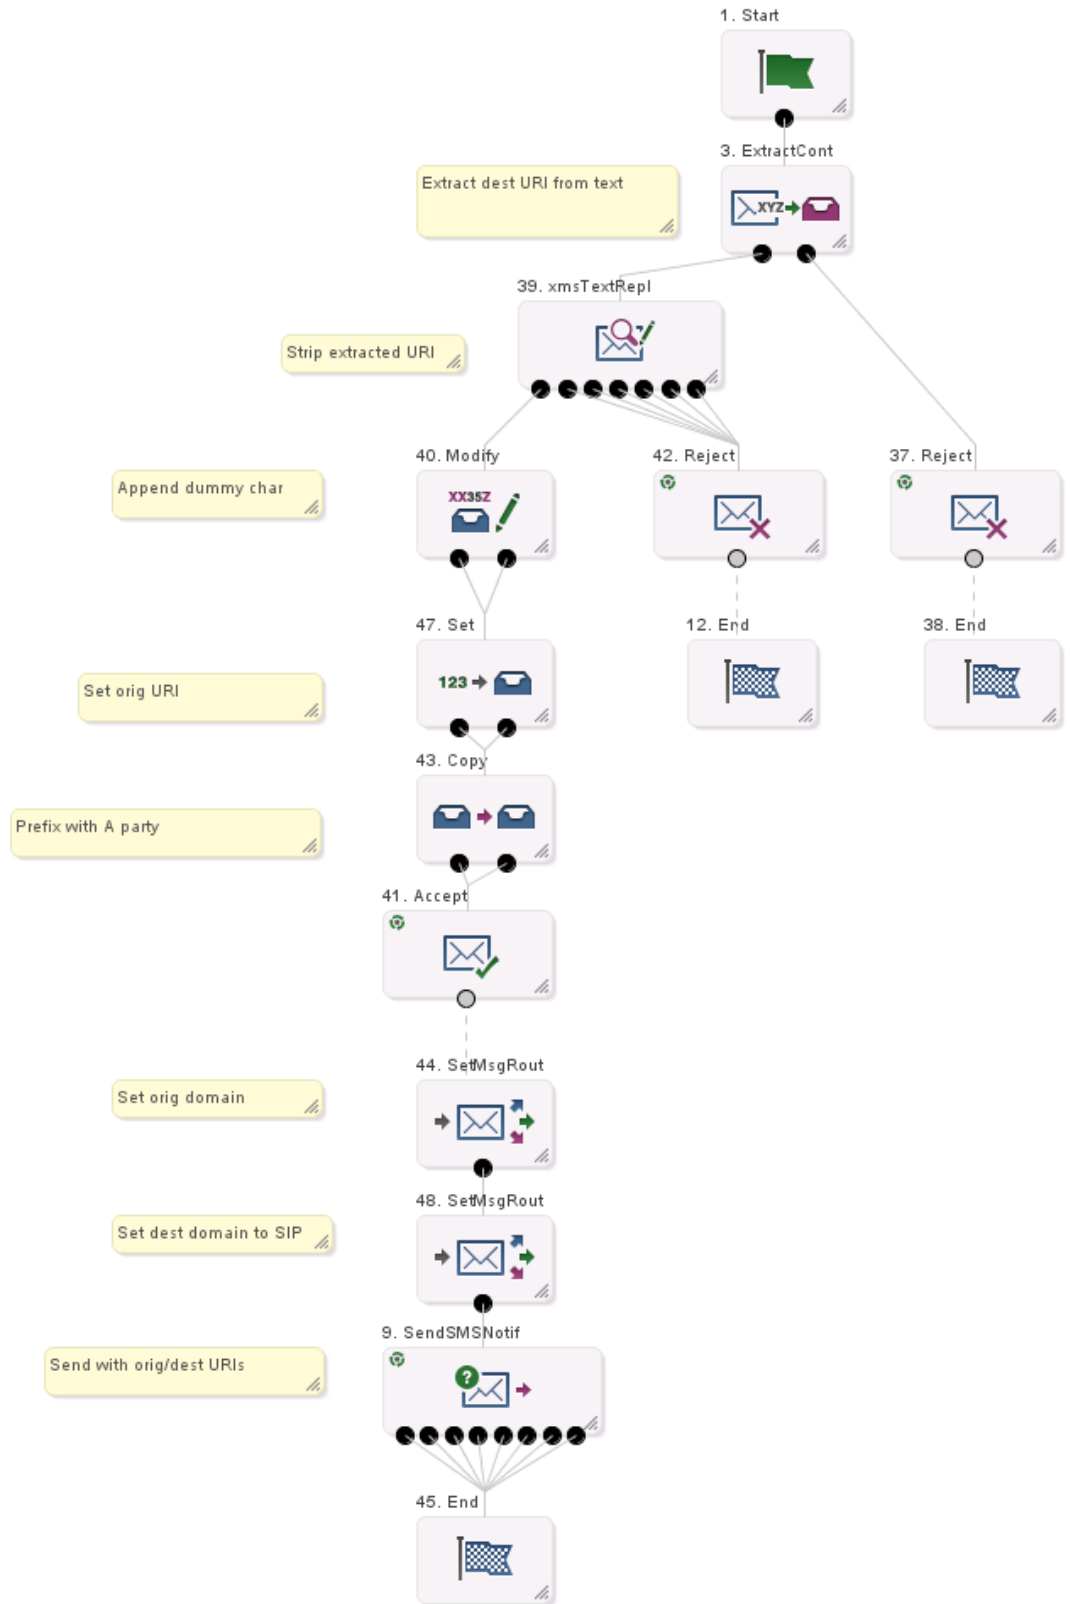 1. Start
3. ExtractCont
Extract dest URI from text
XYZ
39. xmsTextRepl
Strip extracted URI
40. Modify
42. Reject
37. Reject
Append dummy char
XX35Z
47. Set
12. End
38. End
Set orig URI
123
43. Copy
Prefix with A party
41. Accept
44. SetMsgRout
Set orig domain
48. SetMsgRout
Set dest domain to SIP
9. SendSMSNotif
Send with orig/dest URIs
?
45. End